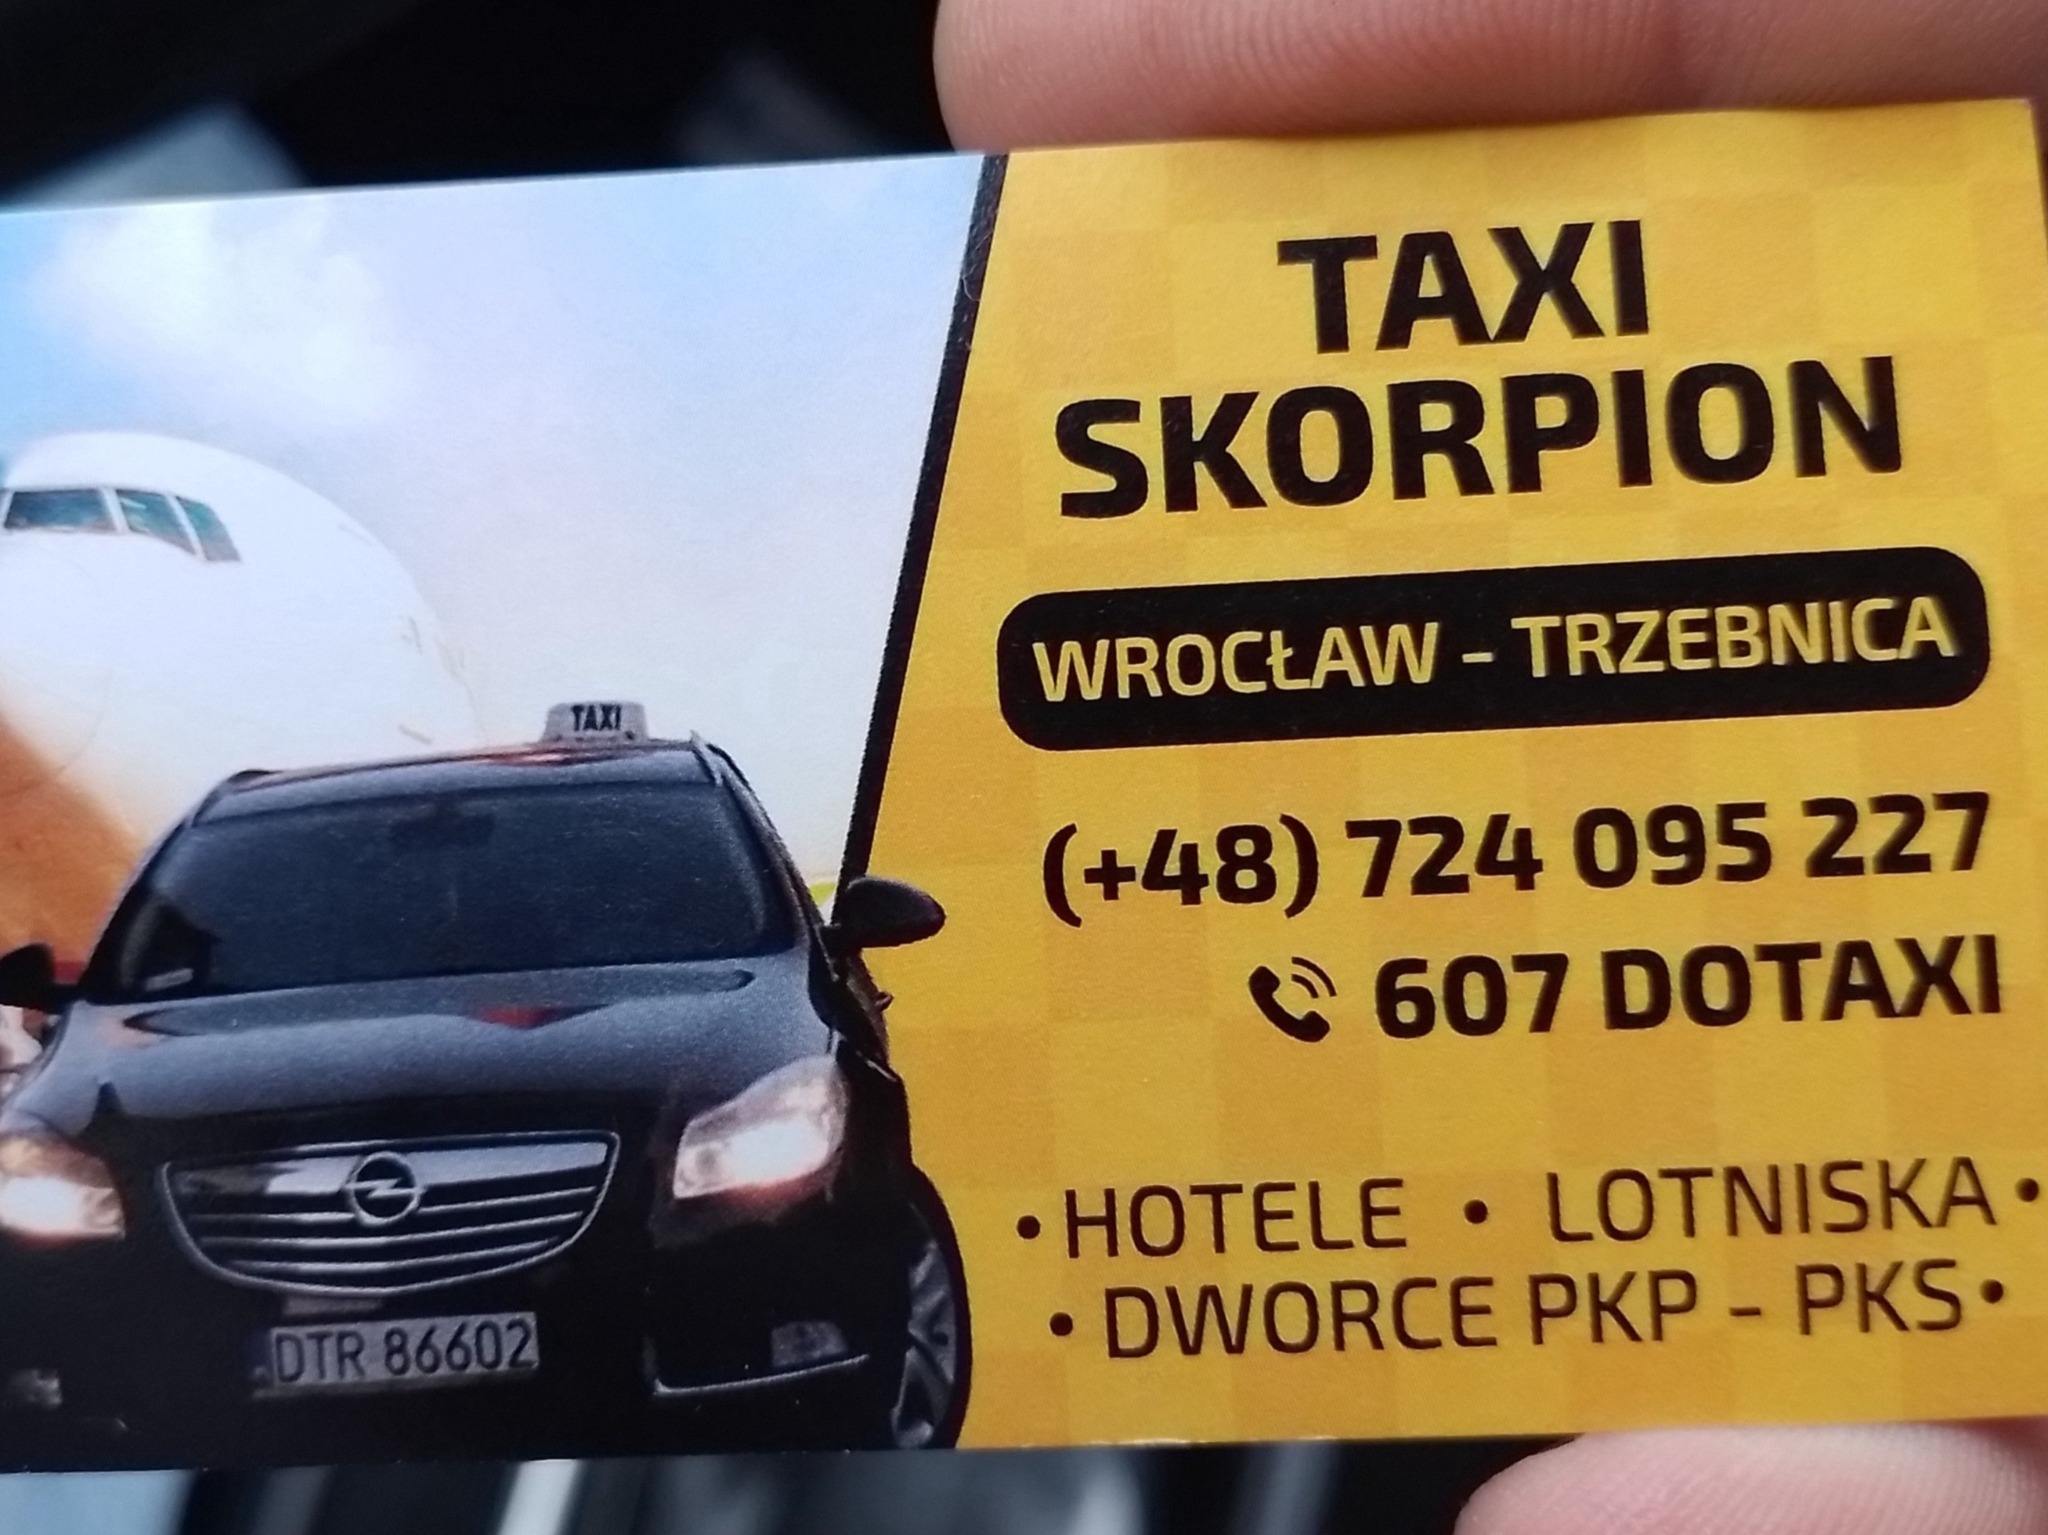 TAXI
SKORPION
WROCŁAW - TRZEBNICA
(+48) 724 095 227
607 DOTAXI
• HOTELE • LOTNISKA •
• DWORCE PKP - PKS •
TAXI
DTR 86602